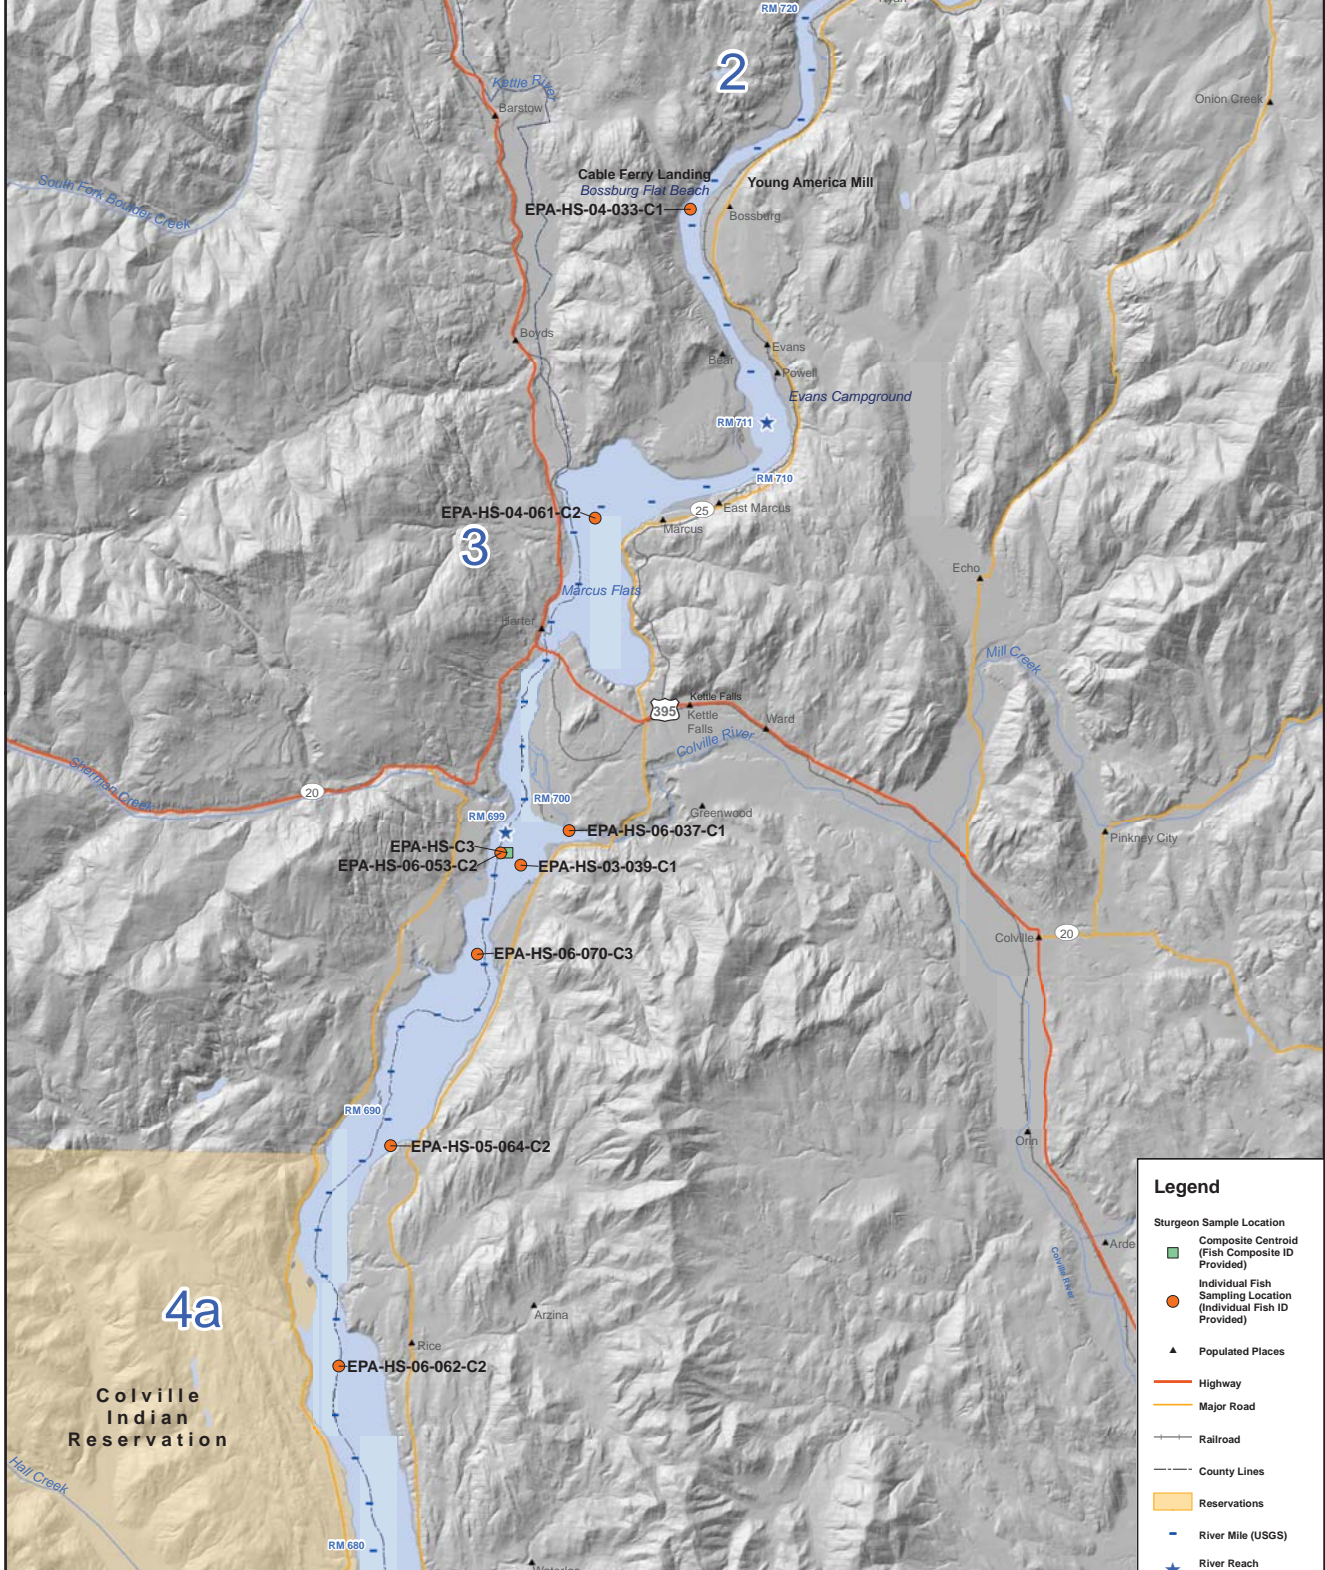 RM 720
2
Kettle River
Barstow
Onion Creek
South Fork Boulder Creek
Cable Ferry Landing
Bossburg Flat Beach
Young America Mill
EPA-HS-04-033-C1
Bossburg
Boyds
Evans
Bear
Powell
Evans Campground
RM 711
RM 710
EPA-HS-04-061-C2
25
East Marcus
Marcus
3
Echo
Marcus Flats
Harter
Mill Creek
Kettle Falls
395
Kettle
Falls
Ward
Colville River
Sherman Creek
20
RM 700
Greenwood
RM 699
EPA-HS-06-037-C1
Pinkney City
EPA-HS-C3
EPA-HS-06-053-C2
EPA-HS-03-039-C1
Colville
20
EPA-HS-06-070-C3
RM 690
Orin
EPA-HS-05-064-C2
Arden
Colville River
4a
Arzina
Rice
EPA-HS-06-062-C2
Colville
Indian
Reservation
Hall Creek
RM 680
Legend
Sturgeon Sample Location
Composite Centroid
(Fish Composite ID
Provided)
Individual Fish
Sampling Location
(Individual Fish ID
Provided)
Populated Places
Highway
Major Road
Railroad
County Lines
Reservations
River Mile (USGS)
River Reach